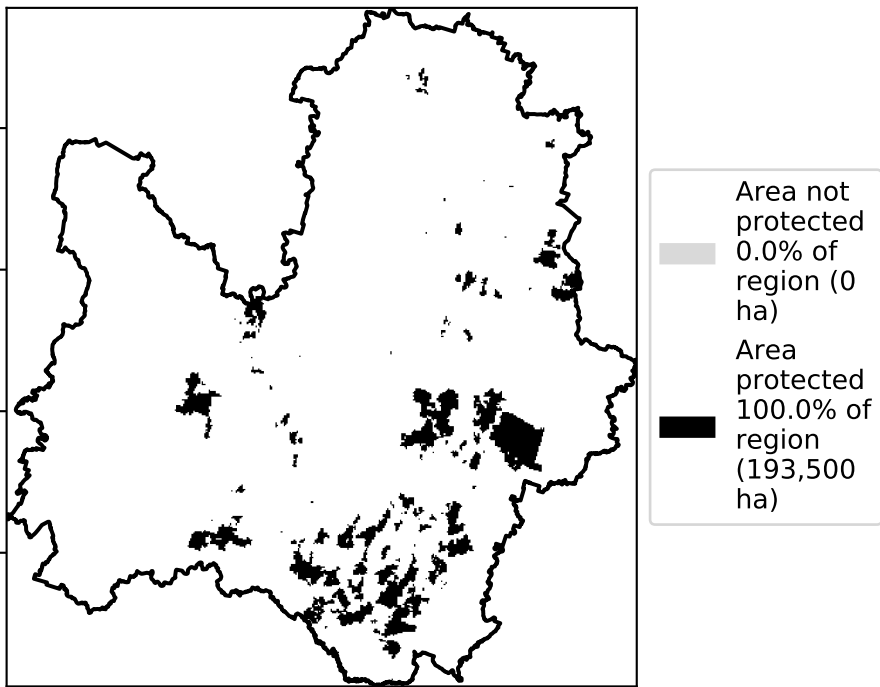 Area not
protected
0.0% of
region (0
ha)
Area
protected
100.0% of
region
(193,500
ha)